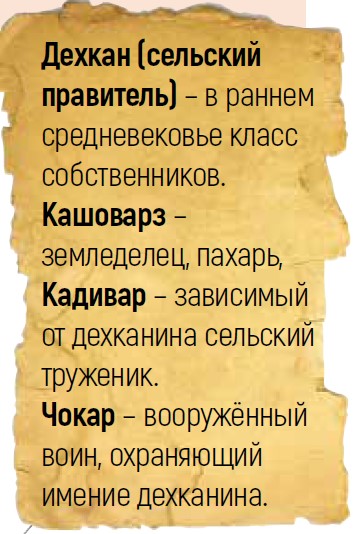 Дехкан (сельский
правитель) – в раннем
средневековье класс
собственников.
Кашоварз –
земледелец, пахарь,
Кадивар – зависимый
от дехканина сельский
труженик.
Чокар – вооружённый
воин, охраняющий
имение дехканина.